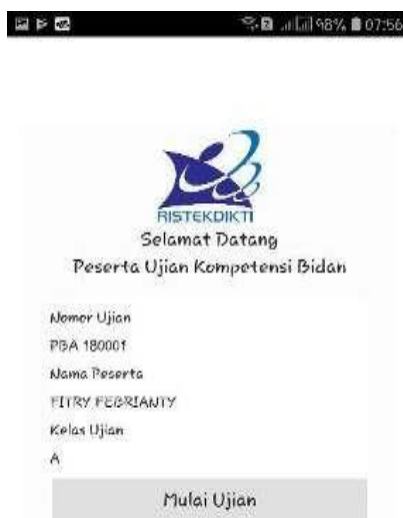 98% 07:56
RISTEKDIKTI
Selamat Datang
Peserta Ujian Kompetensi Bidan
Nomor Ujian
PBA 180001
Nama Peserta
FITRY FEBRIANTY
Kelas Ujian
A
Mulai Ujian